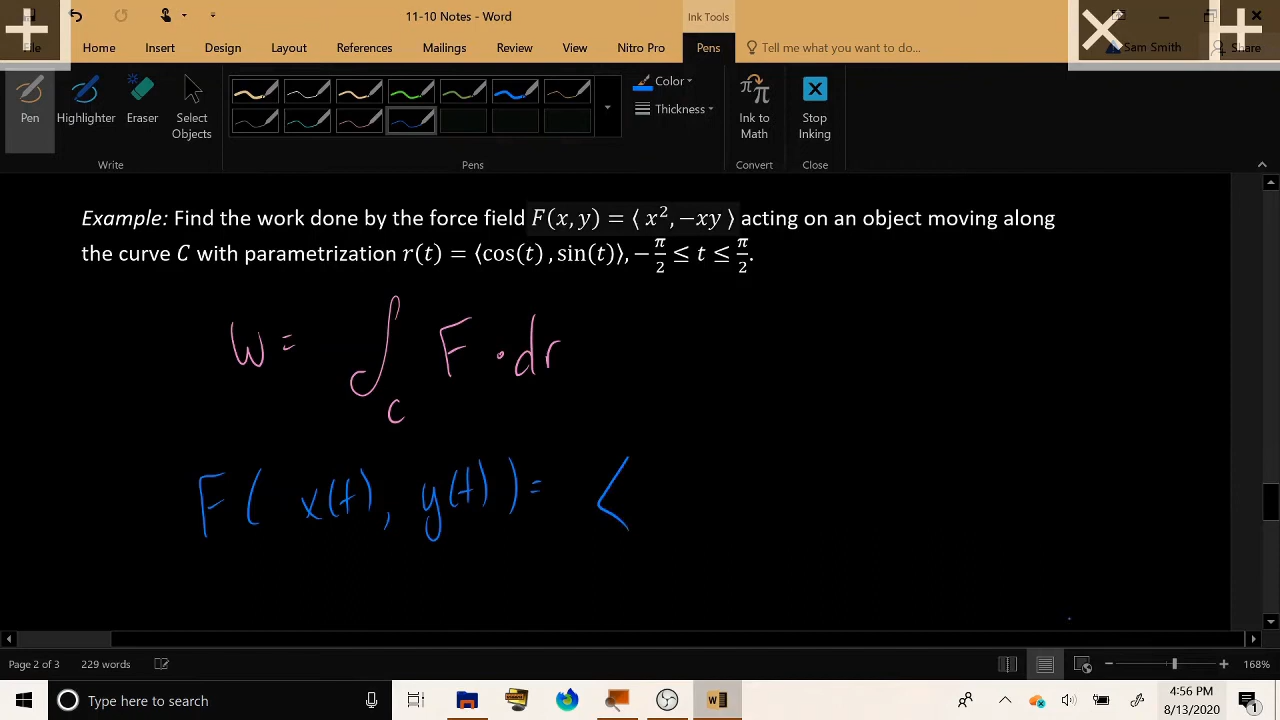 11-10 Notes - Word
Ink Tools
File Home Insert Design Layout References Mailings Review View Nitro Pro Pens Tell me what you want to do... Sam Smith Share
Pen Highlighter Eraser Select Objects
Color
Thickness
Ink to Math
Stop Inking
Write Pens Convert Close
Example: Find the work done by the force field F(x, y) = ⟨ x², −xy ⟩ acting on an object moving along
the curve C with parametrization r(t) = ⟨cos(t) , sin(t)⟩, −π/2 ≤ t ≤ π/2.
W = ∫_C F · dr
F( x(t), y(t) ) = ⟨
Page 2 of 3 229 words 168%
Type here to search
4:56 PM
8/13/2020
1